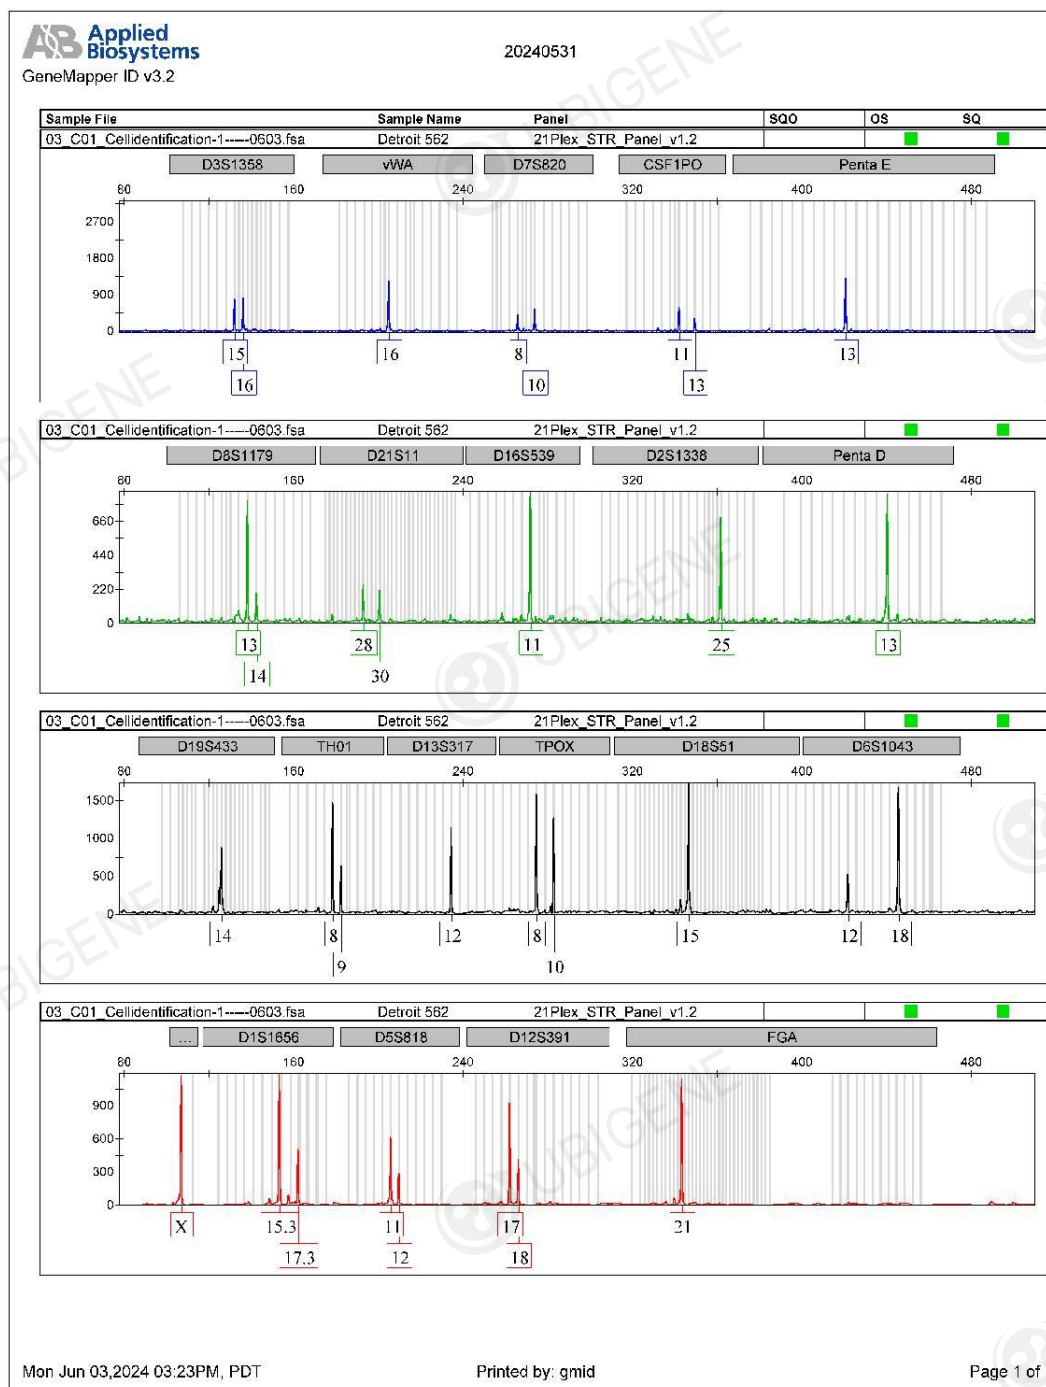 AB Applied
Biosystems
GeneMapper ID v3.2
20240531
Sample File Sample Name Panel SQO OS SQ
03_C01_Cellidentification-1-----0603.fsa Detroit 562 21Plex_STR_Panel_v1.2
D3S1358 vWA D7S820 CSF1PO Penta E
80 160 240 320 400 480
2700
1800
900
0
15 16 8 11 13
16 10 13
03_C01_Cellidentification-1-----0603.fsa Detroit 562 21Plex_STR_Panel_v1.2
D8S1179 D21S11 D16S539 D2S1338 Penta D
80 160 240 320 400 480
660
440
220
0
13 28 11 25 13
14 30
03_C01_Cellidentification-1-----0603.fsa Detroit 562 21Plex_STR_Panel_v1.2
D19S433 TH01 D13S317 TPOX D18S51 D6S1043
80 160 240 320 400 480
1500
1000
500
0
14 8 12 8 15 12 18
9 10
03_C01_Cellidentification-1-----0603.fsa Detroit 562 21Plex_STR_Panel_v1.2
... D1S1656 D5S818 D12S391 FGA
80 160 240 320 400 480
900
600
300
0
X 15.3 11 17 21
17.3 12 18
Mon Jun 03,2024 03:23PM, PDT Printed by: gmid Page 1 of
UBIGENE
UBIGENE
UBIGENE
UBIGENE
UBIGENE